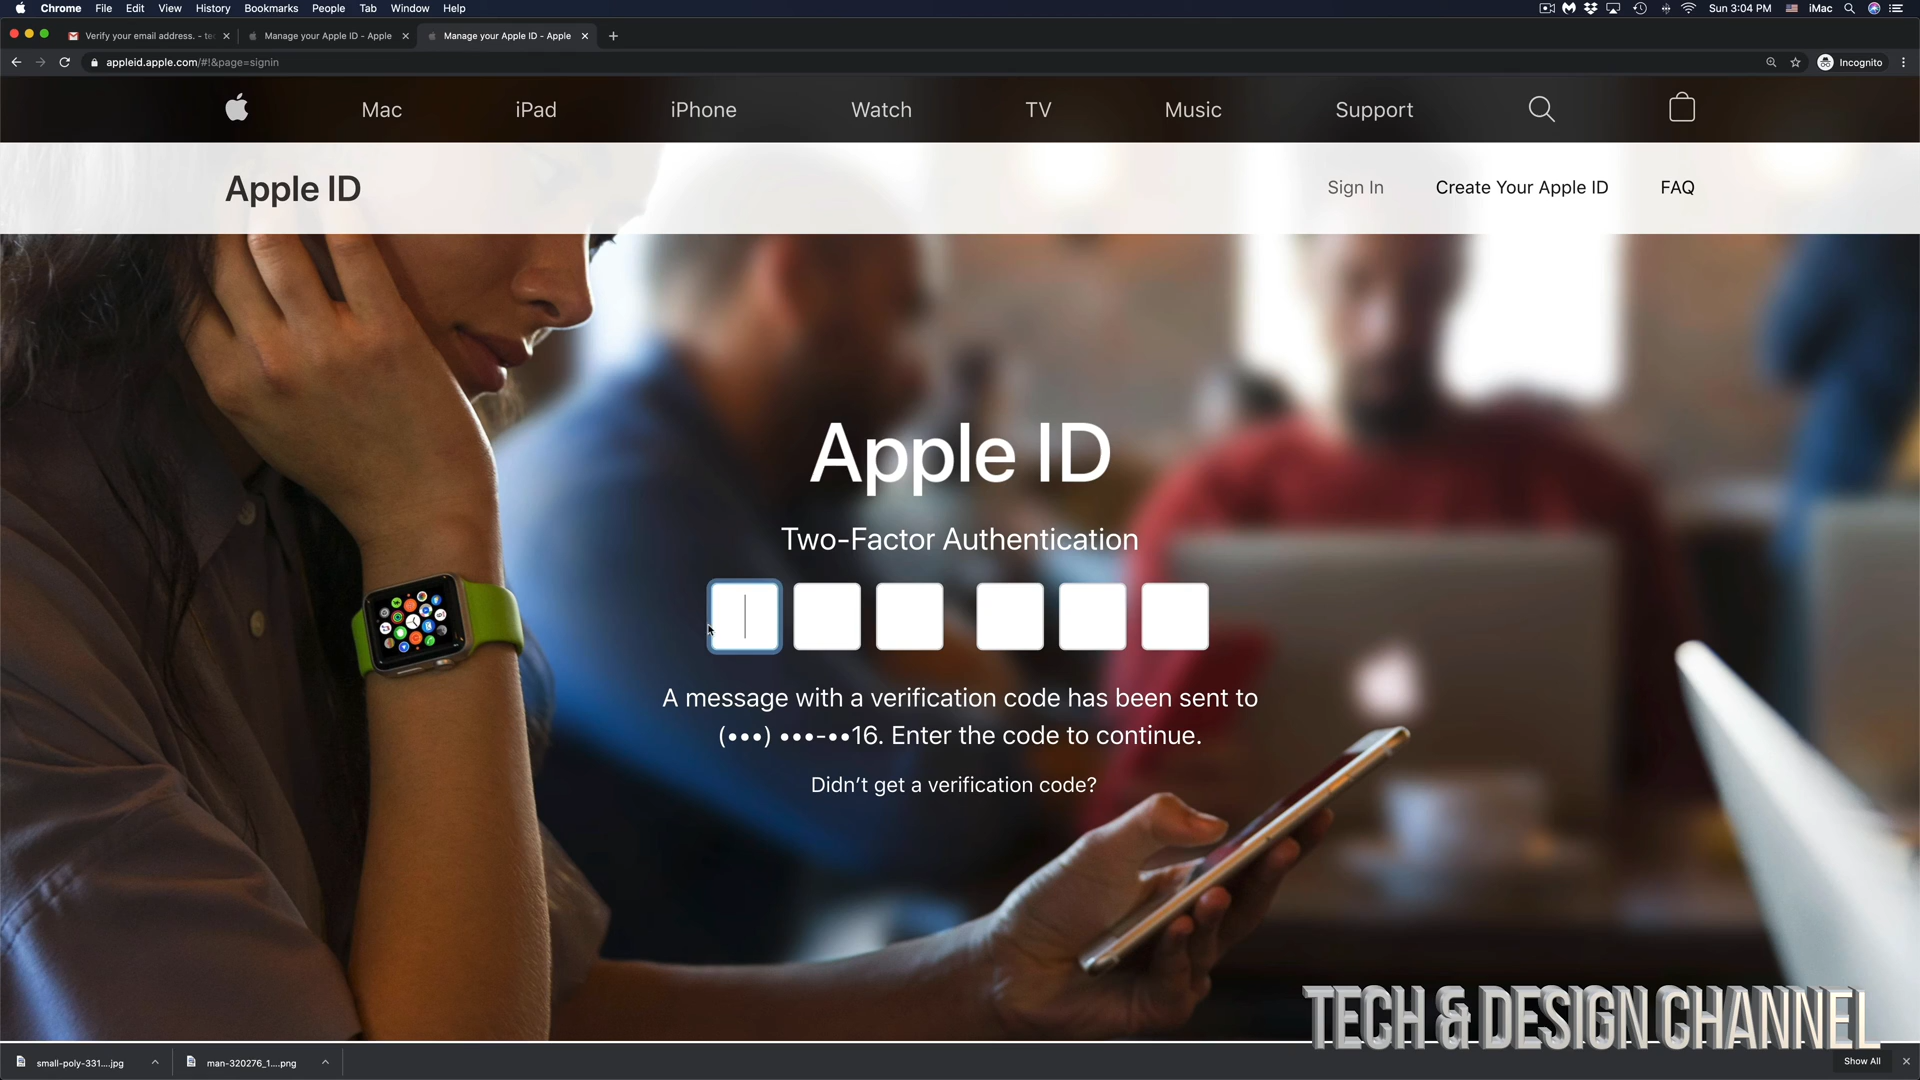 Chrome File Edit View History Bookmarks People Tab Window Help
Sun 3:04 PM iMac
Verify your email address. - te
Manage your Apple ID - Apple
Manage your Apple ID - Apple
appleid.apple.com/#!&page=signin
Incognito
Mac iPad iPhone Watch TV Music Support
Apple ID
Sign In Create Your Apple ID FAQ
Apple ID
Two-Factor Authentication
A message with a verification code has been sent to
(•••) •••-••16. Enter the code to continue.
Didn’t get a verification code?
TECH & DESIGN CHANNEL
small-poly-331....jpg
man-320276_1....png
Show All